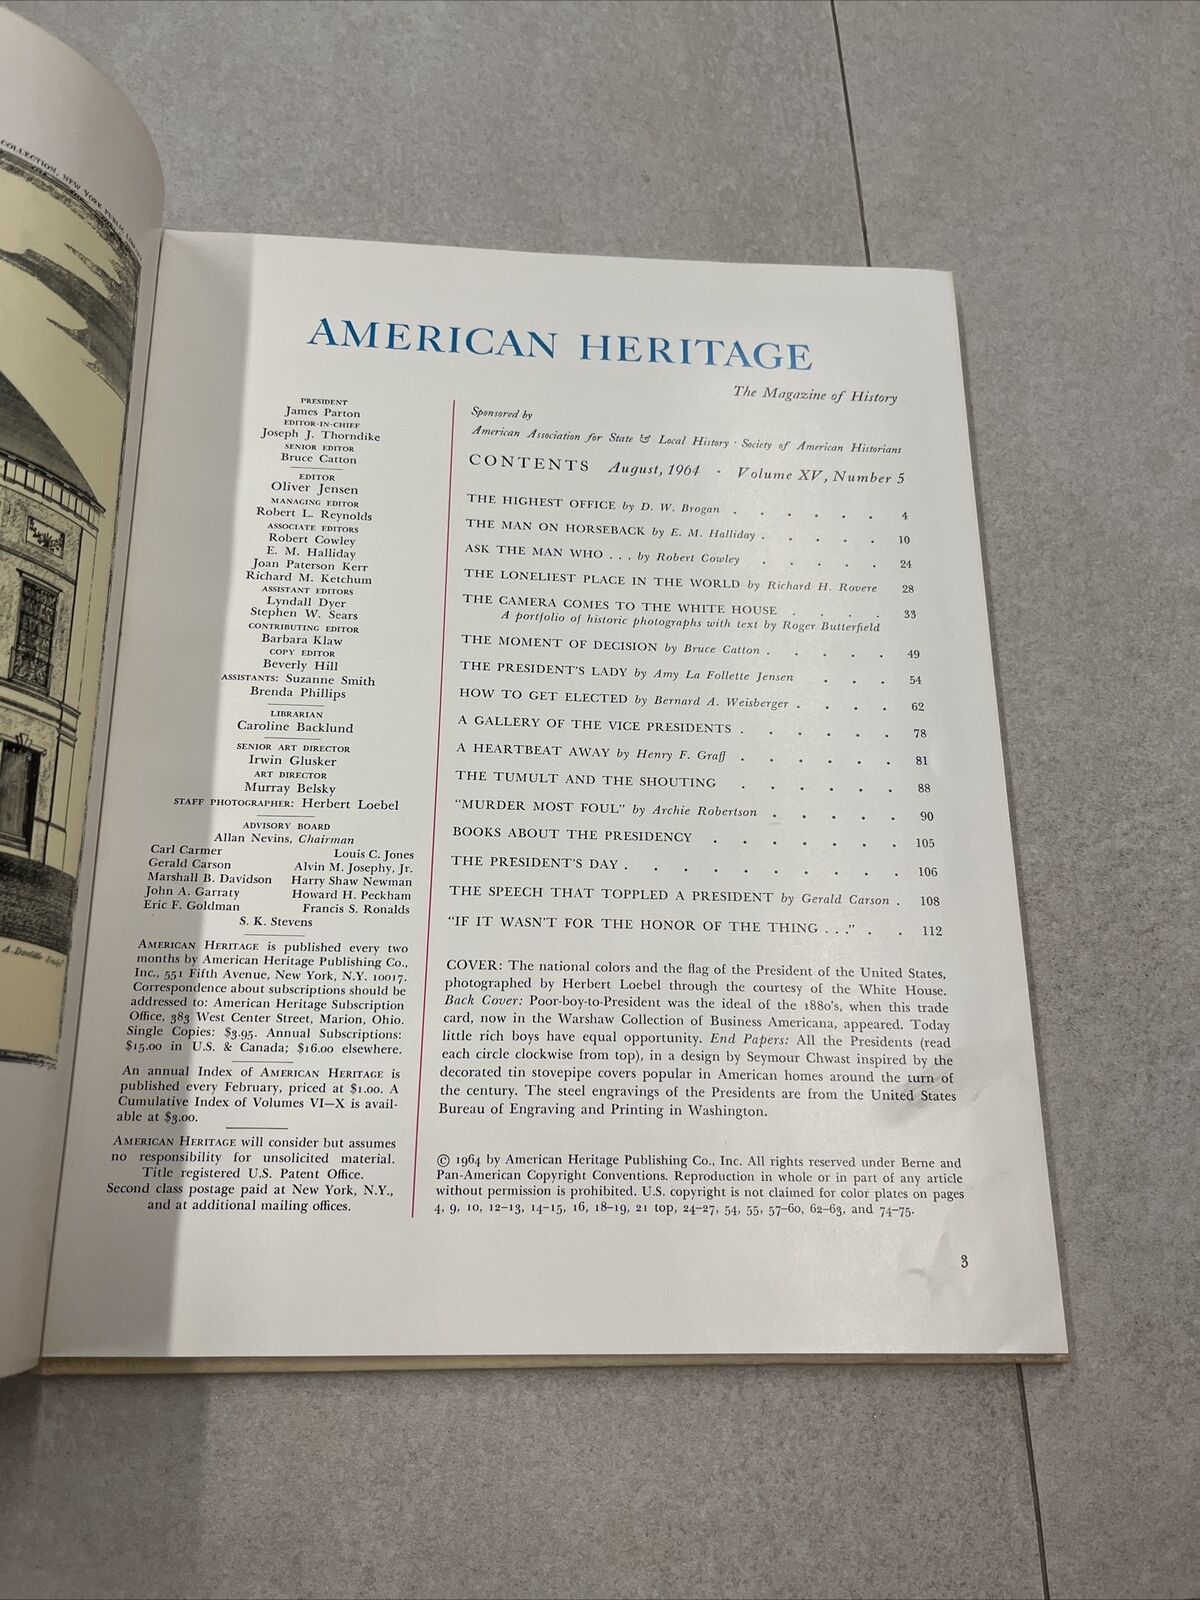 COLLECTION, NEW YORK PUBLIC
AMERICAN HERITAGE
The Magazine of History
PRESIDENT
James Parton
EDITOR-IN-CHIEF
Joseph J. Thorndike
SENIOR EDITOR
Bruce Catton
EDITOR
Oliver Jensen
MANAGING EDITOR
Robert L. Reynolds
ASSOCIATE EDITORS
Robert Cowley
E. M. Halliday
Joan Paterson Kerr
Richard M. Ketchum
ASSISTANT EDITORS
Lyndall Dyer
Stephen W. Sears
CONTRIBUTING EDITOR
Barbara Klaw
COPY EDITOR
Beverly Hill
ASSISTANTS: Suzanne Smith
Brenda Phillips
LIBRARIAN
Caroline Backlund
SENIOR ART DIRECTOR
Irwin Glusker
ART DIRECTOR
Murray Belsky
STAFF PHOTOGRAPHER: Herbert Loebel
ADVISORY BOARD
Allan Nevins, Chairman
Carl Carmer Louis C. Jones
Gerald Carson Alvin M. Josephy, Jr.
Marshall B. Davidson Harry Shaw Newman
John A. Garraty Howard H. Peckham
Eric F. Goldman Francis S. Ronalds
S. K. Stevens
AMERICAN HERITAGE is published every two
months by American Heritage Publishing Co.,
Inc., 551 Fifth Avenue, New York, N.Y. 10017.
Correspondence about subscriptions should be
addressed to: American Heritage Subscription
Office, 383 West Center Street, Marion, Ohio.
Single Copies: $3.95. Annual Subscriptions:
$15.00 in U.S. & Canada; $16.00 elsewhere.
An annual Index of AMERICAN HERITAGE is
published every February, priced at $1.00. A
Cumulative Index of Volumes VI—X is avail-
able at $3.00.
AMERICAN HERITAGE will consider but assumes
no responsibility for unsolicited material.
Title registered U.S. Patent Office.
Second class postage paid at New York, N.Y.,
and at additional mailing offices.
Sponsored by
American Association for State & Local History · Society of American Historians
CONTENTS August, 1964 · Volume XV, Number 5
THE HIGHEST OFFICE by D. W. Brogan . . . . . . 4
THE MAN ON HORSEBACK by E. M. Halliday . . . . . 10
ASK THE MAN WHO . . . by Robert Cowley . . . . . 24
THE LONELIEST PLACE IN THE WORLD by Richard H. Rovere 28
THE CAMERA COMES TO THE WHITE HOUSE . . . . 33
A portfolio of historic photographs with text by Roger Butterfield
THE MOMENT OF DECISION by Bruce Catton . . . . . 49
THE PRESIDENT'S LADY by Amy La Follette Jensen . . . 54
HOW TO GET ELECTED by Bernard A. Weisberger . . . . 62
A GALLERY OF THE VICE PRESIDENTS . . . . . . 78
A HEARTBEAT AWAY by Henry F. Graff . . . . . . 81
THE TUMULT AND THE SHOUTING . . . . . . 88
"MURDER MOST FOUL" by Archie Robertson . . . . . 90
BOOKS ABOUT THE PRESIDENCY . . . . . . . 105
THE PRESIDENT'S DAY . . . . . . . . . . 106
THE SPEECH THAT TOPPLED A PRESIDENT by Gerald Carson . 108
"IF IT WASN'T FOR THE HONOR OF THE THING . . ." . . 112
COVER: The national colors and the flag of the President of the United States,
photographed by Herbert Loebel through the courtesy of the White House.
Back Cover: Poor-boy-to-President was the ideal of the 1880's, when this trade
card, now in the Warshaw Collection of Business Americana, appeared. Today
little rich boys have equal opportunity. End Papers: All the Presidents (read
each circle clockwise from top), in a design by Seymour Chwast inspired by the
decorated tin stovepipe covers popular in American homes around the turn of
the century. The steel engravings of the Presidents are from the United States
Bureau of Engraving and Printing in Washington.
© 1964 by American Heritage Publishing Co., Inc. All rights reserved under Berne and
Pan-American Copyright Conventions. Reproduction in whole or in part of any article
without permission is prohibited. U.S. copyright is not claimed for color plates on pages
4, 9, 10, 12–13, 14–15, 16, 18–19, 21 top, 24–27, 54, 55, 57–60, 62–63, and 74–75.
3